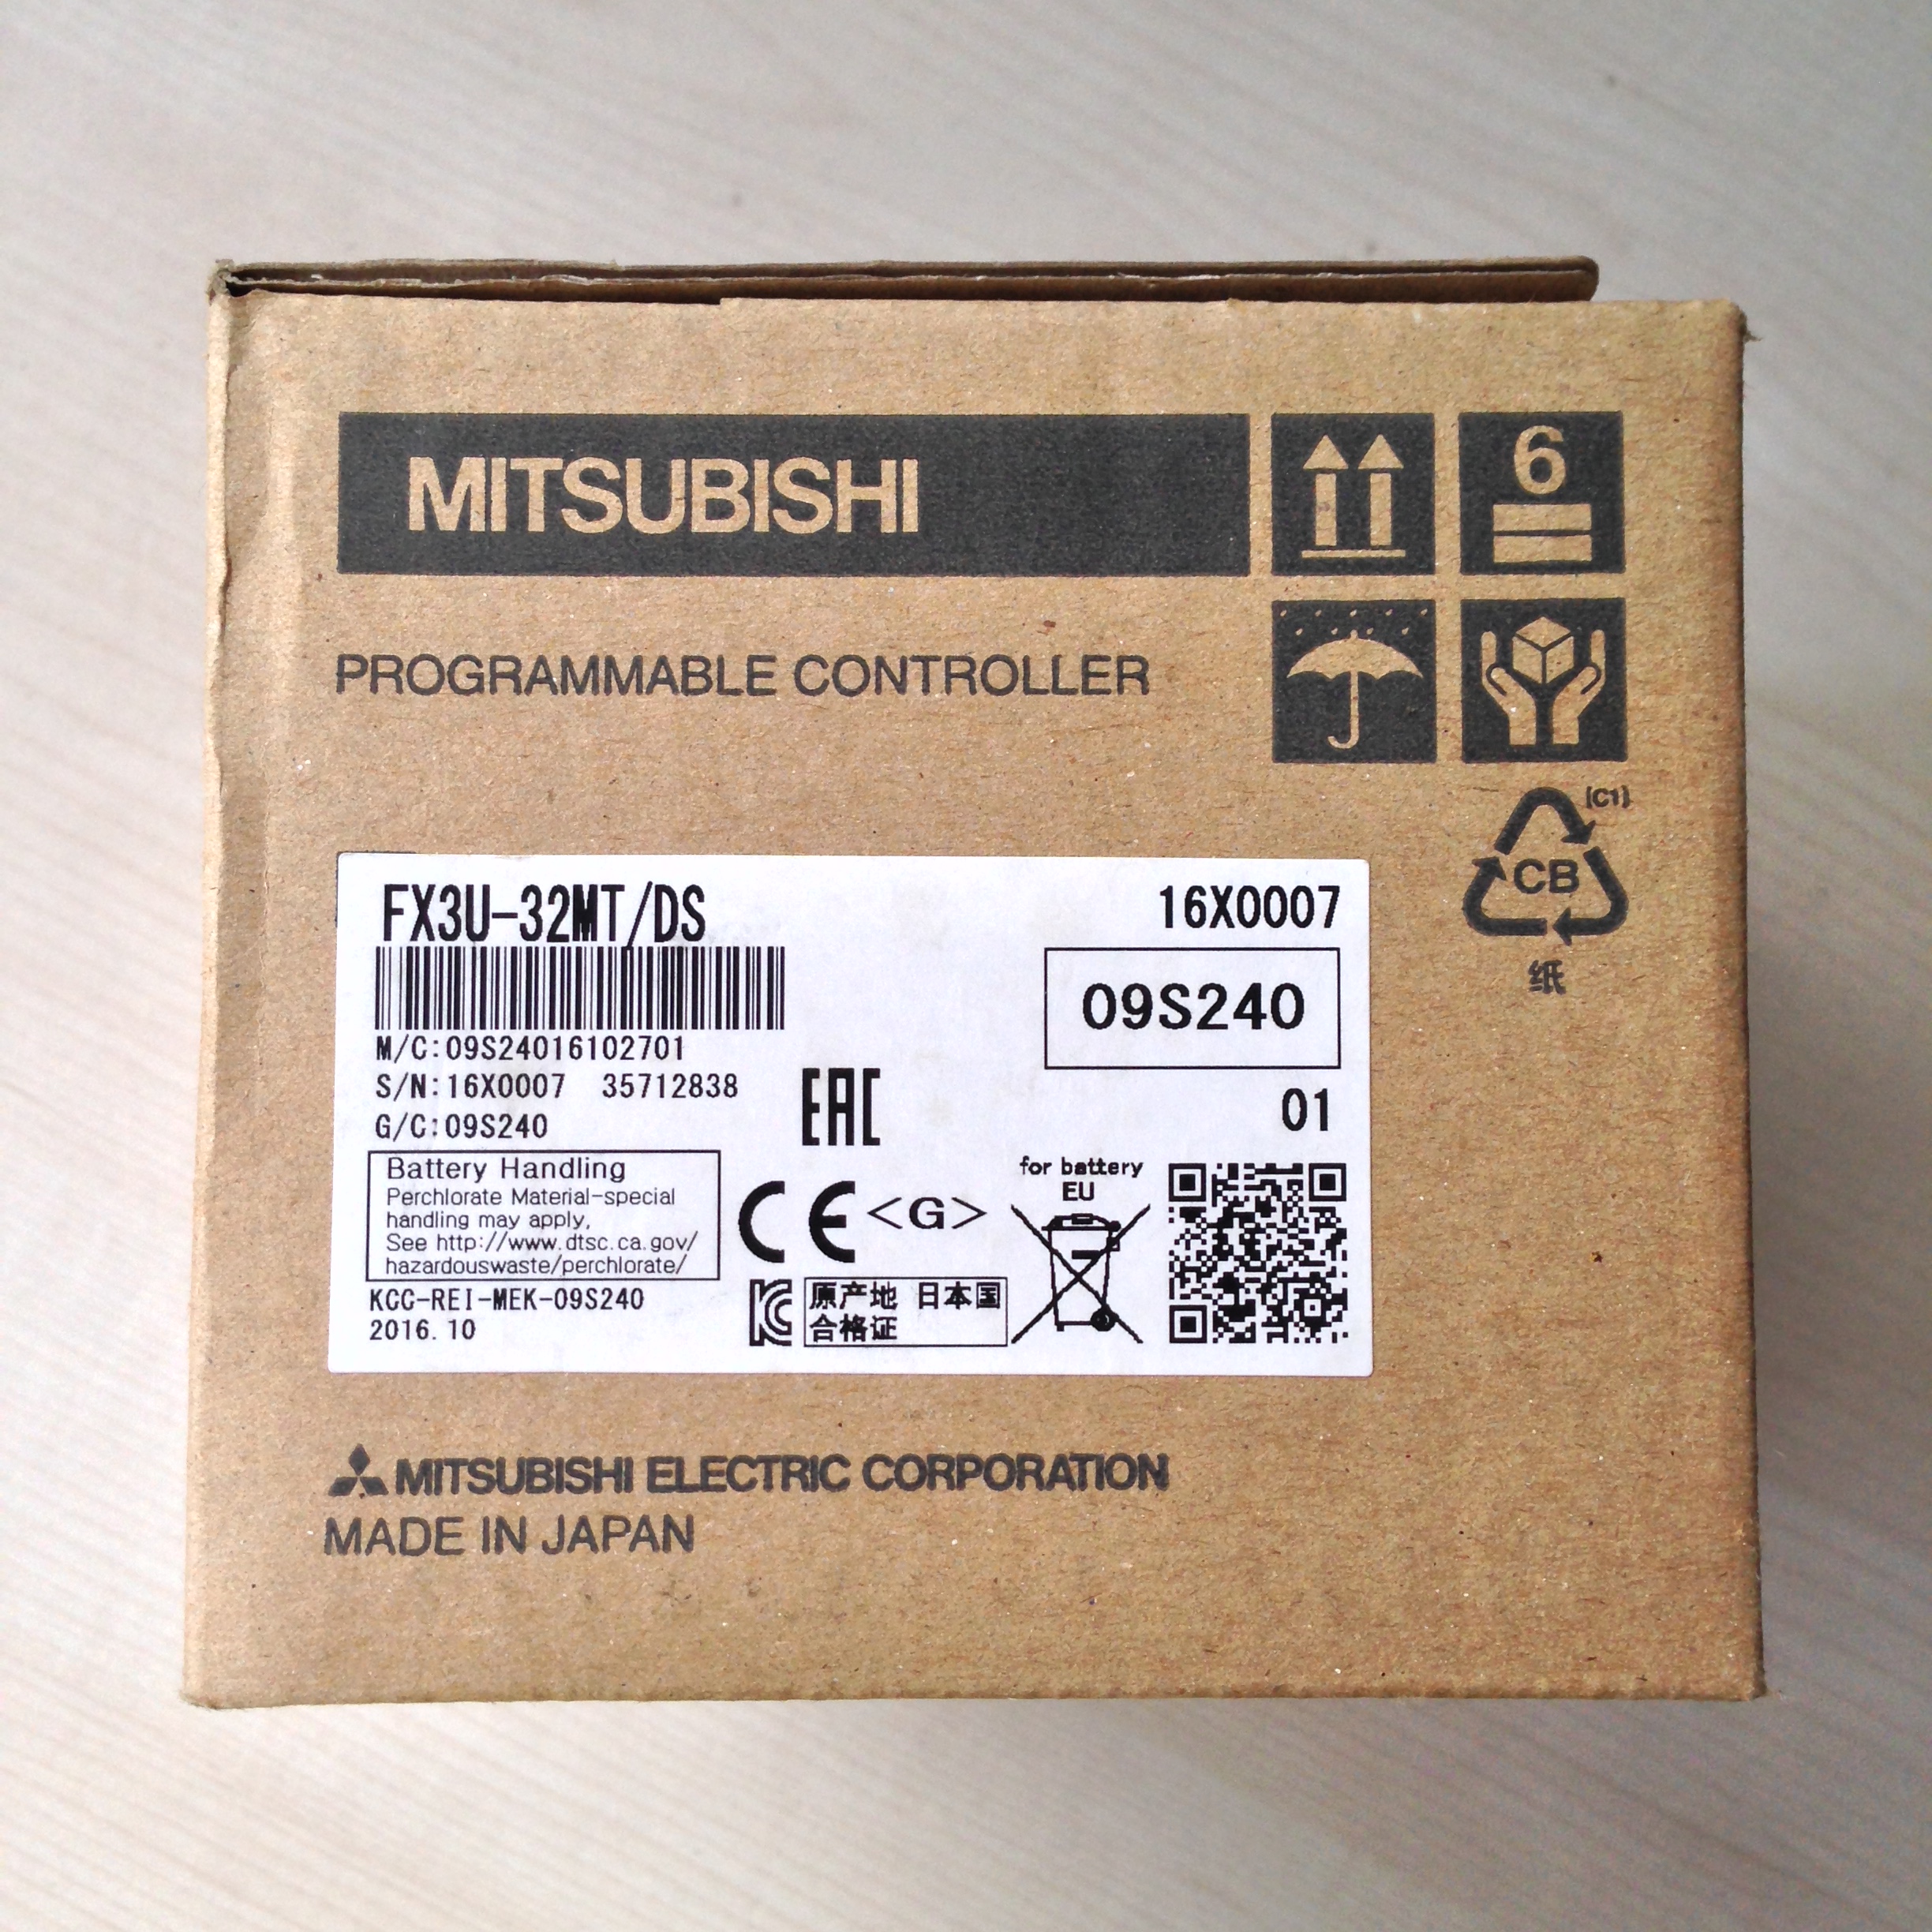 MITSUBISHI
6
PROGRAMMABLE CONTROLLER
(C1)
CB
纸
FX3U-32MT/DS
16X0007
09S240
M/C:09S24016102701
S/N:16X0007 35712838
G/C:09S240
EAC
01
Battery Handling
Perchlorate Material-special
handling may apply,
See http://www.dtsc.ca.gov/
hazardouswaste/perchlorate/
CE <G>
for battery
EU
KCC-REI-MEK-09S240
2016.10
原产地 日本国
合格证
MITSUBISHI ELECTRIC CORPORATION
MADE IN JAPAN